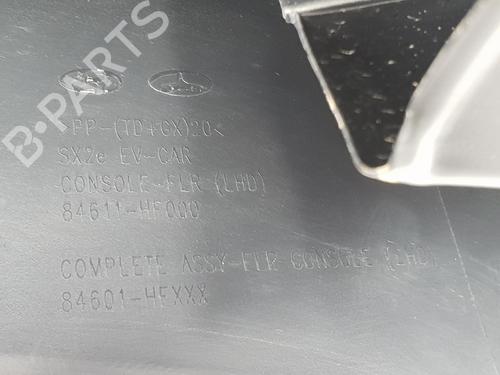 B-PARTS
>PP-(TD+GX)20<
SX2e EV-CAR
CONSOLE-FLR (LHD)
84611-HF000
COMPLETE ASSY-FLR CONSOLE (LHD)
84601-HFXXX